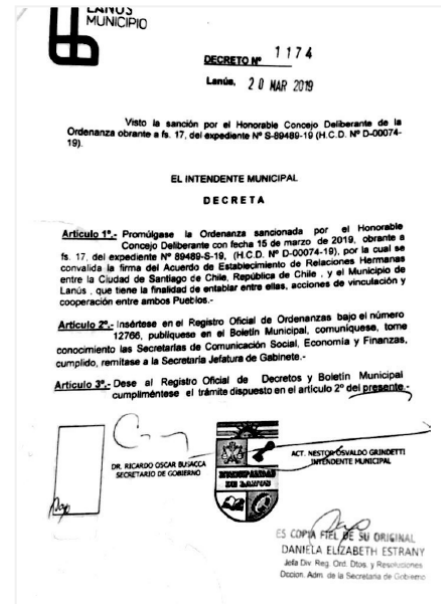 LANUS
MUNICIPIO
DECRETO Nº 1174
Lanús, 20 MAR 2019
Visto la sanción por el Honorable Concejo Deliberante de la
Ordenanza obrante a fs. 17, del expediente Nº S-89489-19 (H.C.D. Nº D-00074-
19).
EL INTENDENTE MUNICIPAL
DECRETA
Artículo 1º.- Promúlgase la Ordenanza sancionada por el Honorable
Concejo Deliberante con fecha 15 de marzo de 2019, obrante a
fs. 17, del expediente Nº 89489-S-19, (H.C.D. Nº D-00074-19), por la cual se
convalida la firma del Acuerdo de Establecimiento de Relaciones Hermanas
entre la Ciudad de Santiago de Chile, República de Chile , y el Municipio de
Lanús , que tiene la finalidad de entablar entre ellas, acciones de vinculación y
cooperación entre ambos Pueblos.-
Artículo 2º.- Insértese en el Registro Oficial de Ordenanzas bajo el número
12766, publíquese en el Boletín Municipal, comuníquese, tome
conocimiento las Secretarías de Comunicación Social, Economía y Finanzas,
cumplido, remítase a la Secretaría Jefatura de Gabinete.-
Artículo 3º.- Dese al Registro Oficial de Decretos y Boletín Municipal
cumpliméntese el trámite dispuesto en el artículo 2º del presente.-
DR. RICARDO OSCAR BUSACCA
SECRETARIO DE GOBIERNO
ACT. NESTOR OSVALDO GRINDETTI
INTENDENTE MUNICIPAL
MUNICIPALIDAD
DE LANUS
ES COPIA FIEL DE SU ORIGINAL
DANIELA ELIZABETH ESTRANY
Jefa Div. Reg. Ord. Dtos. y Resoluciones
Dccion. Adm. de la Secretaria de Gobierno